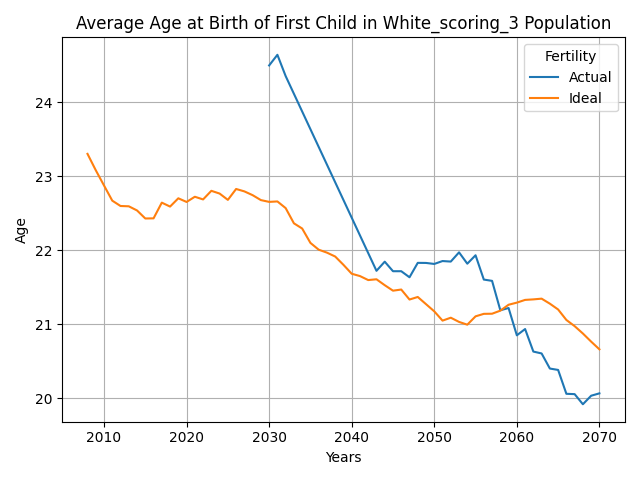 Average Age at Birth of First Child in White_scoring_3 Population
Fertility
Actual
Ideal
Age
24
23
22
21
20
2010 2020 2030 2040 2050 2060 2070
Years